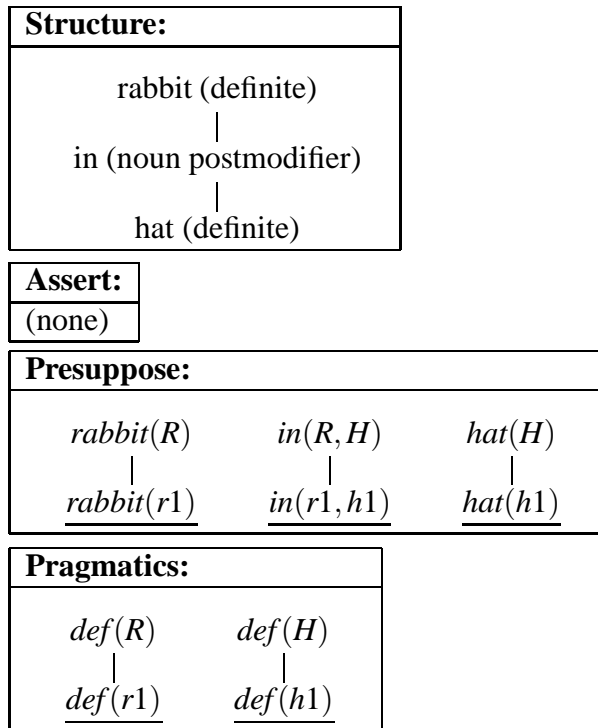 Structure:
rabbit (definite)
in (noun postmodifier)
hat (definite)
Assert:
(none)
Presuppose:
rabbit(R) in(R,H) hat(H)
rabbit(r1) in(r1,h1) hat(h1)
Pragmatics:
def(R) def(H)
def(r1) def(h1)